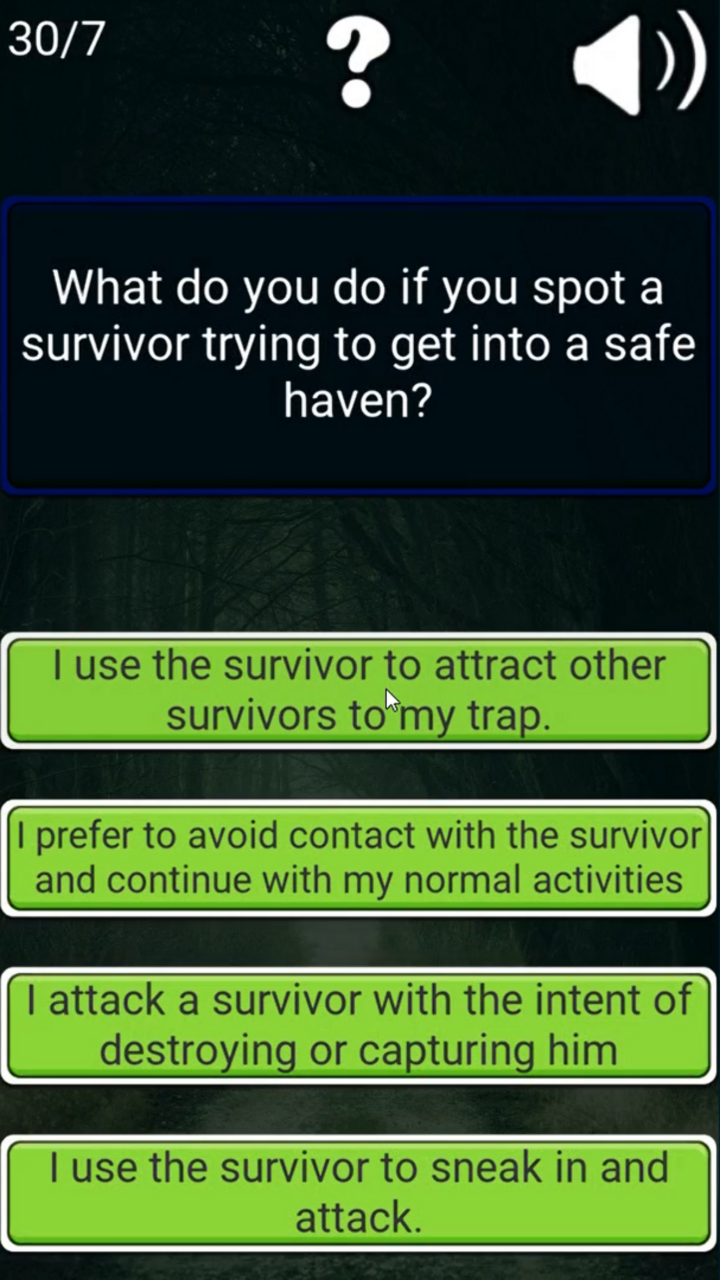 30/7
?
What do you do if you spot a
survivor trying to get into a safe
haven?
I use the survivor to attract other
survivors to my trap.
I prefer to avoid contact with the survivor
and continue with my normal activities
I attack a survivor with the intent of
destroying or capturing him
I use the survivor to sneak in and
attack.